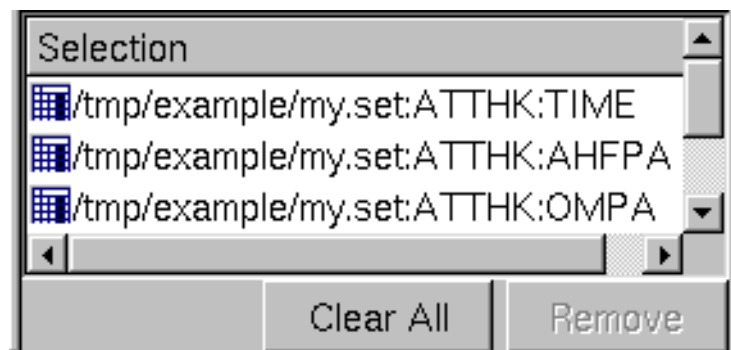 Selection
/tmp/example/my.set:ATTHK:TIME
/tmp/example/my.set:ATTHK:AHFPA
/tmp/example/my.set:ATTHK:OMPA
Clear All Remove